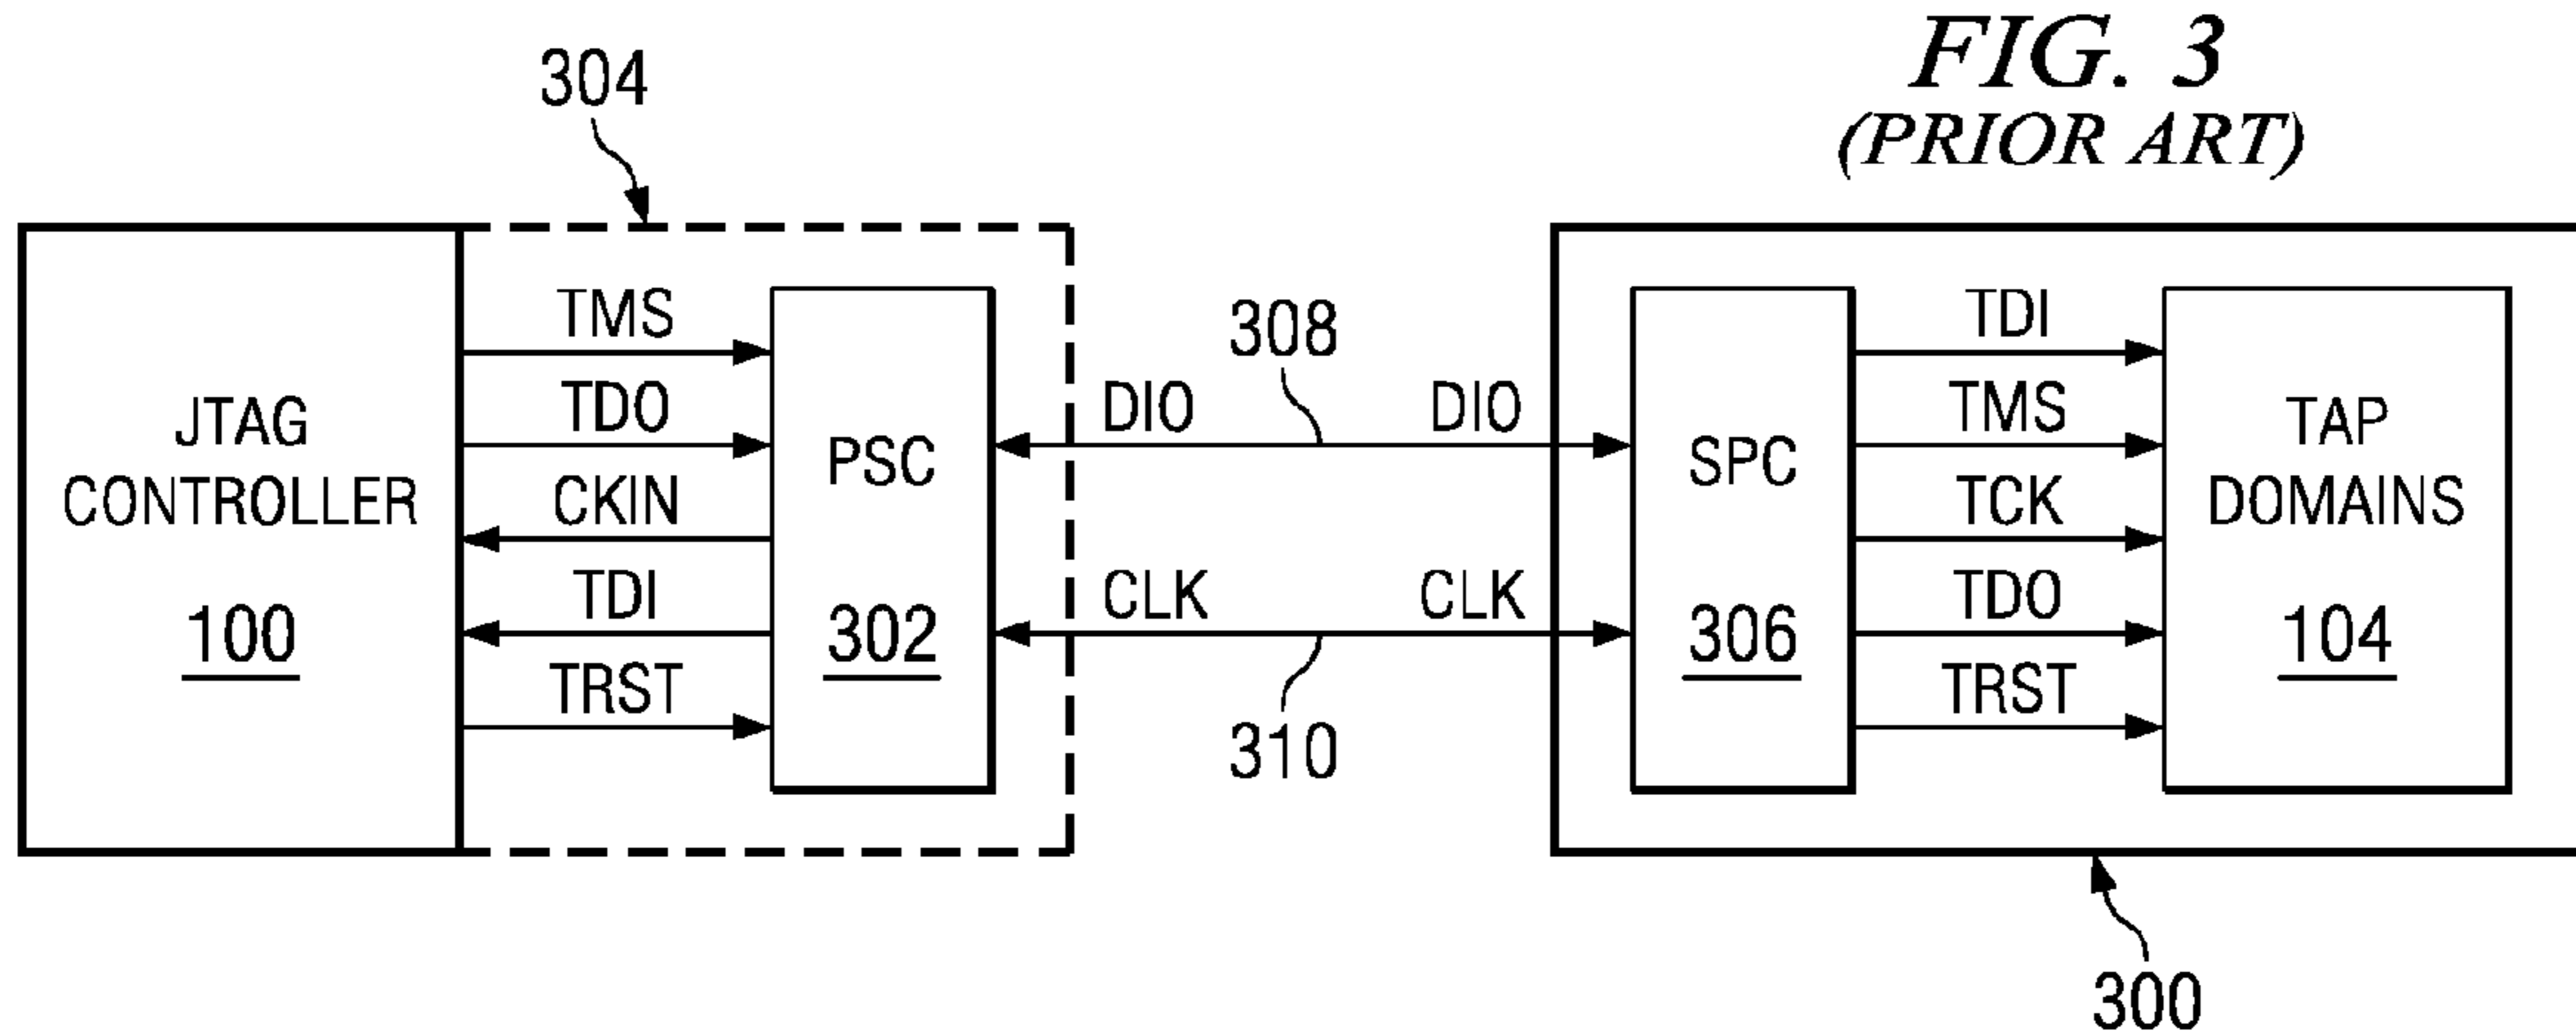 FIG. 3
(PRIOR ART)
304
JTAG
CONTROLLER
100
TMS
TDO
CKIN
TDI
TRST
PSC
302
308
DIO
DIO
CLK
CLK
310
SPC
306
TDI
TMS
TCK
TDO
TRST
TAP
DOMAINS
104
300